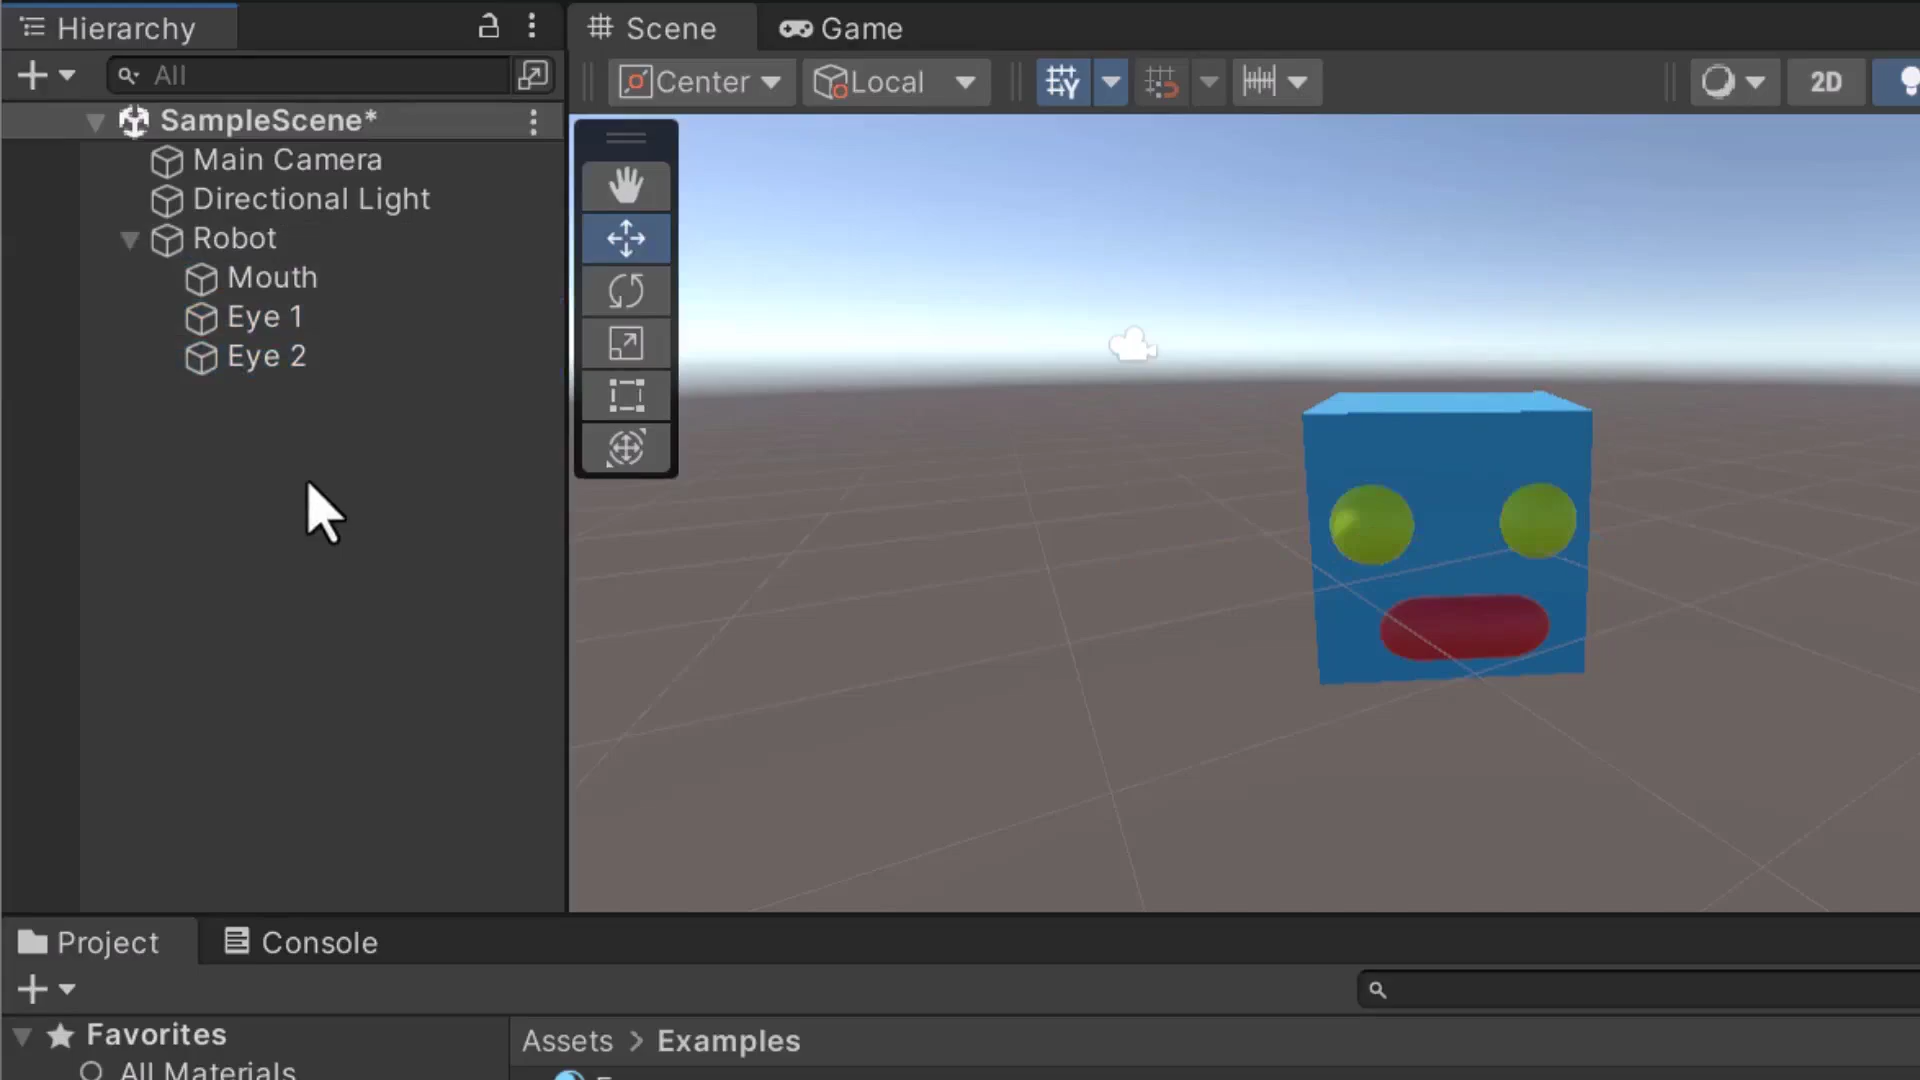 Hierarchy
Scene
Game
All
Center
Local
2D
SampleScene*
Main Camera
Directional Light
Robot
Mouth
Eye 1
Eye 2
Project
Console
Favorites
All Materials
Assets > Examples